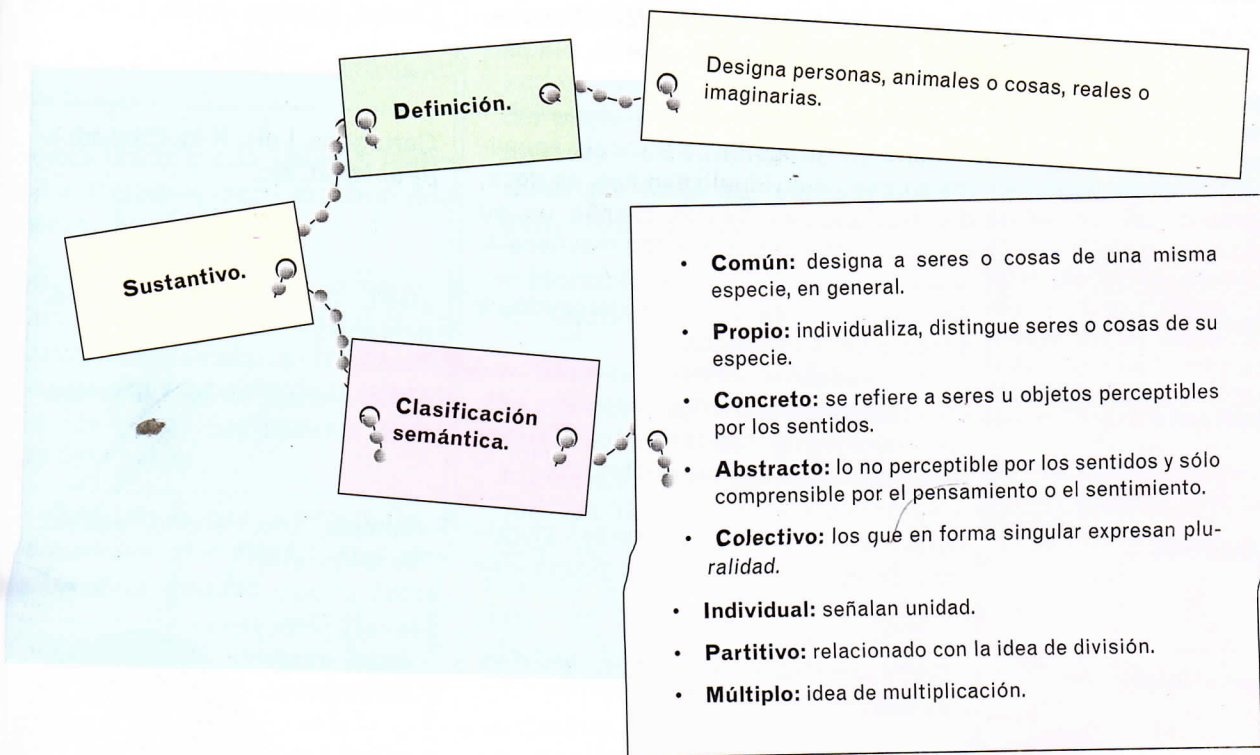 Definición.
Designa personas, animales o cosas, reales o
imaginarias.
Sustantivo.
Clasificación
semántica.
• Común: designa a seres o cosas de una misma
especie, en general.
• Propio: individualiza, distingue seres o cosas de su
especie.
• Concreto: se refiere a seres u objetos perceptibles
por los sentidos.
• Abstracto: lo no perceptible por los sentidos y sólo
comprensible por el pensamiento o el sentimiento.
• Colectivo: los que en forma singular expresan plu-
ralidad.
• Individual: señalan unidad.
• Partitivo: relacionado con la idea de división.
• Múltiplo: idea de multiplicación.